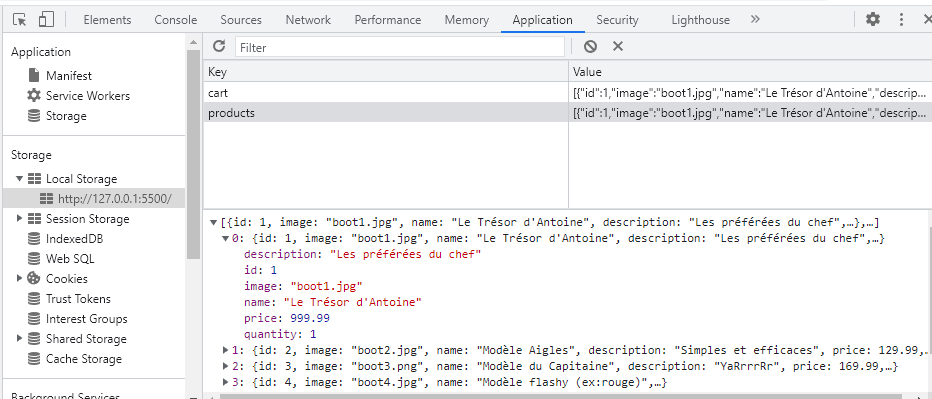 Elements Console Sources Network Performance Memory Application Security Lighthouse »
Application
Manifest
Service Workers
Storage
Storage
Local Storage
http://127.0.0.1:5500/
Session Storage
IndexedDB
Web SQL
Cookies
Trust Tokens
Interest Groups
Shared Storage
Cache Storage
Background Services
Filter
Key Value
cart [{"id":1,"image":"boot1.jpg","name":"Le Trésor d'Antoine","descrip...
products [{"id":1,"image":"boot1.jpg","name":"Le Trésor d'Antoine","descrip...
[{id: 1, image: "boot1.jpg", name: "Le Trésor d'Antoine", description: "Les préférées du chef",…},…]
0: {id: 1, image: "boot1.jpg", name: "Le Trésor d'Antoine", description: "Les préférées du chef",…}
description: "Les préférées du chef"
id: 1
image: "boot1.jpg"
name: "Le Trésor d'Antoine"
price: 999.99
quantity: 1
1: {id: 2, image: "boot2.jpg", name: "Modèle Aigles", description: "Simples et efficaces", price: 129.99,…
2: {id: 3, image: "boot3.png", name: "Modèle du Capitaine", description: "YaRrrrRr", price: 169.99,…}
3: {id: 4, image: "boot4.jpg", name: "Modèle flashy (ex:rouge)",…}